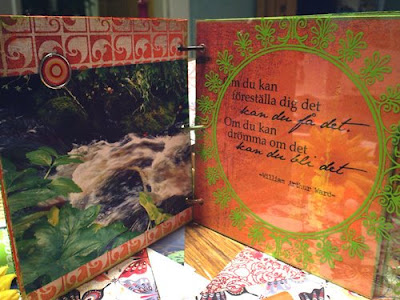 Om du kan
föreställa dig det
kan du få det.
Om du kan
drömma om det
kan du bli det